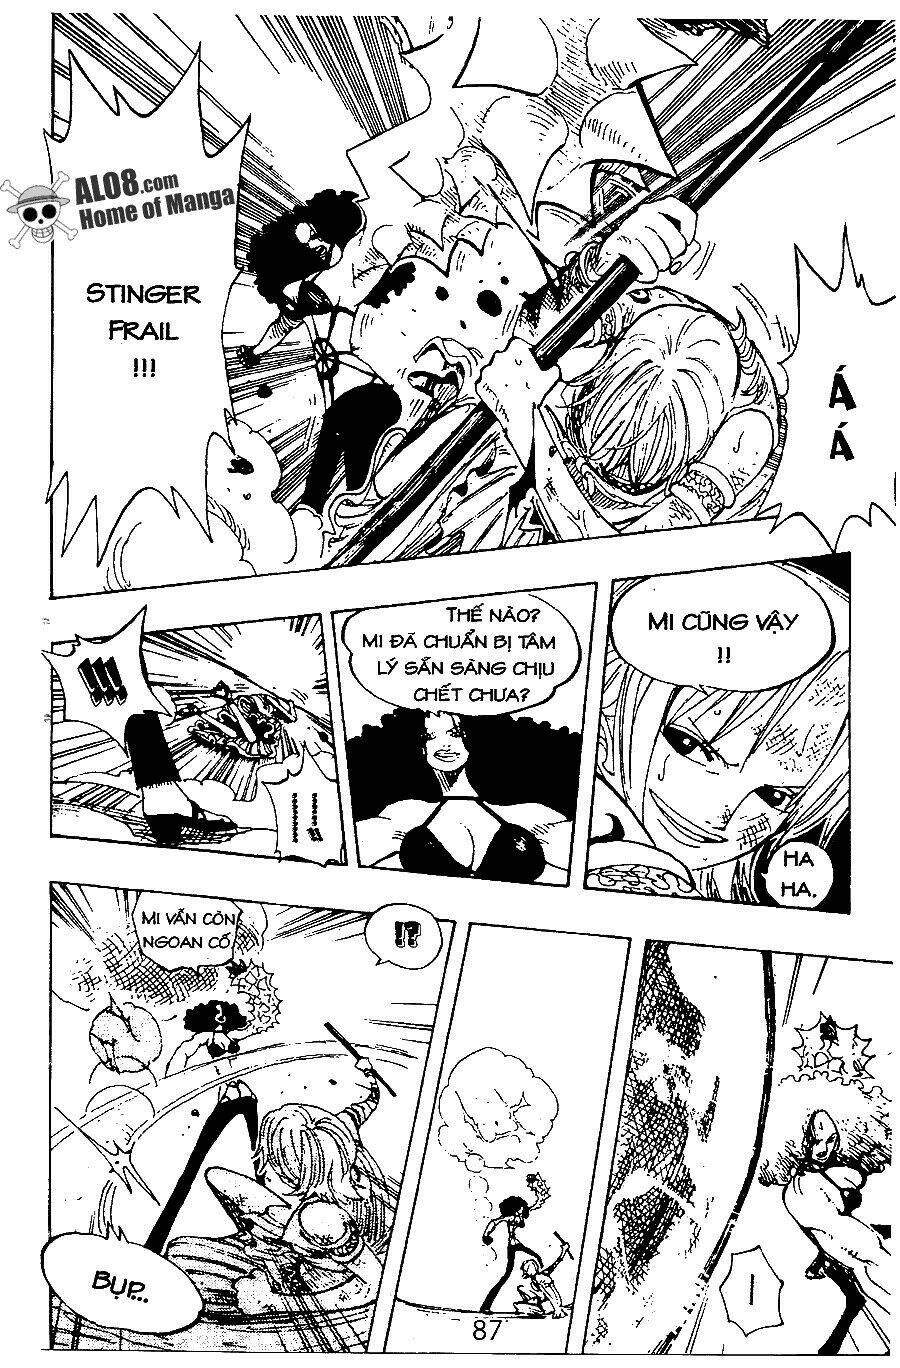 AL08.com
Home of Manga
STINGER
FRAIL
!!!
Á
Á
THẾ NÀO?
MI ĐÃ CHUẨN BỊ TÂM
LÝ SẴN SÀNG CHỊU
CHẾT CHƯA?
MI CŨNG VẬY
!!
HA
HA.
!!!
MI VẪN CÒN
NGOAN CỐ
!?
BỤP...
!
87